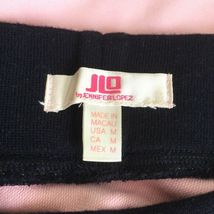 JLO
by JENNIFER LOPEZ
MADE IN
MACAU
USA M
CA M
MEX M